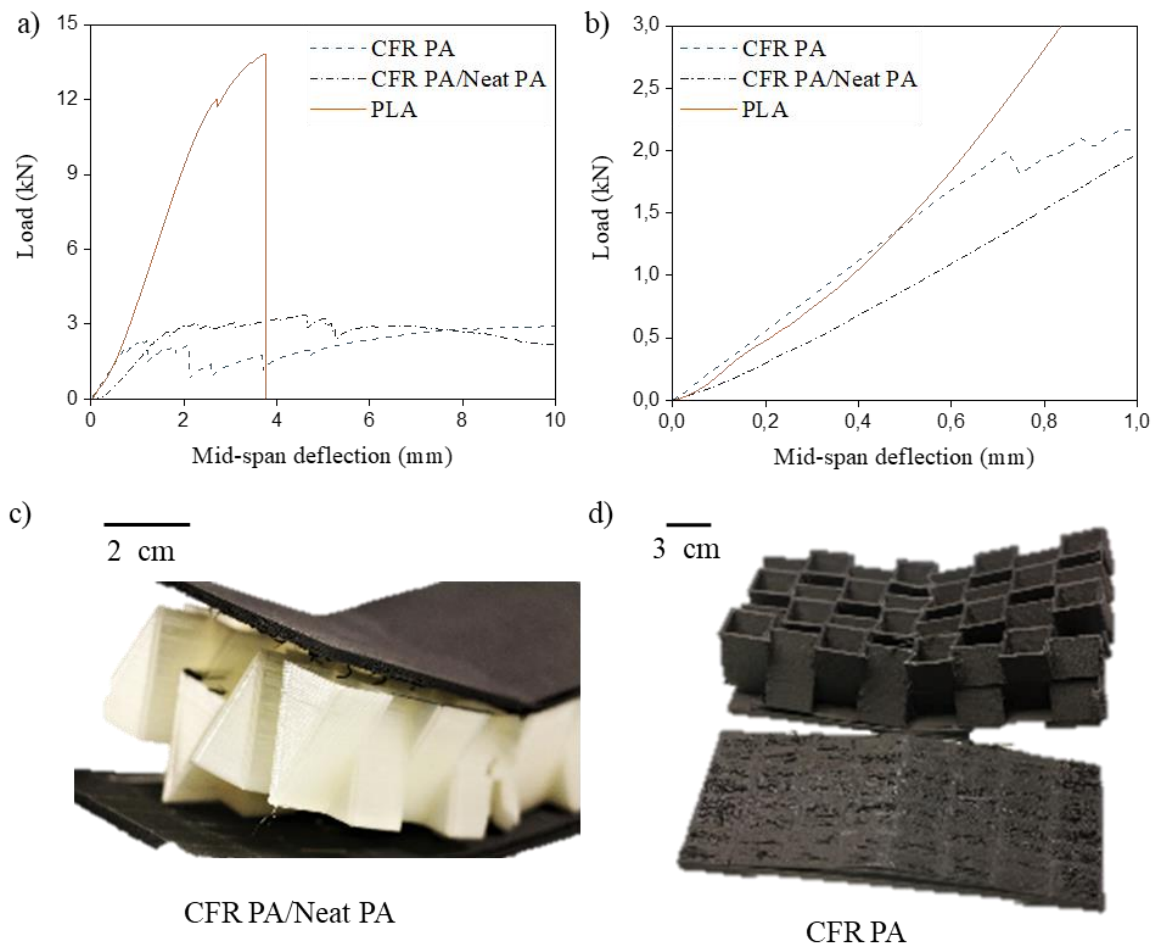 a)
15
12
9
6
3
0
Load (kN)
0 2 4 6 8 10
Mid-span deflection (mm)
CFR PA
CFR PA/Neat PA
PLA
b)
3,0
2,5
2,0
1,5
1,0
0,5
0,0
Load (kN)
0,0 0,2 0,4 0,6 0,8 1,0
Mid-span deflection (mm)
CFR PA
CFR PA/Neat PA
PLA
c)
2 cm
CFR PA/Neat PA
d)
3 cm
CFR PA